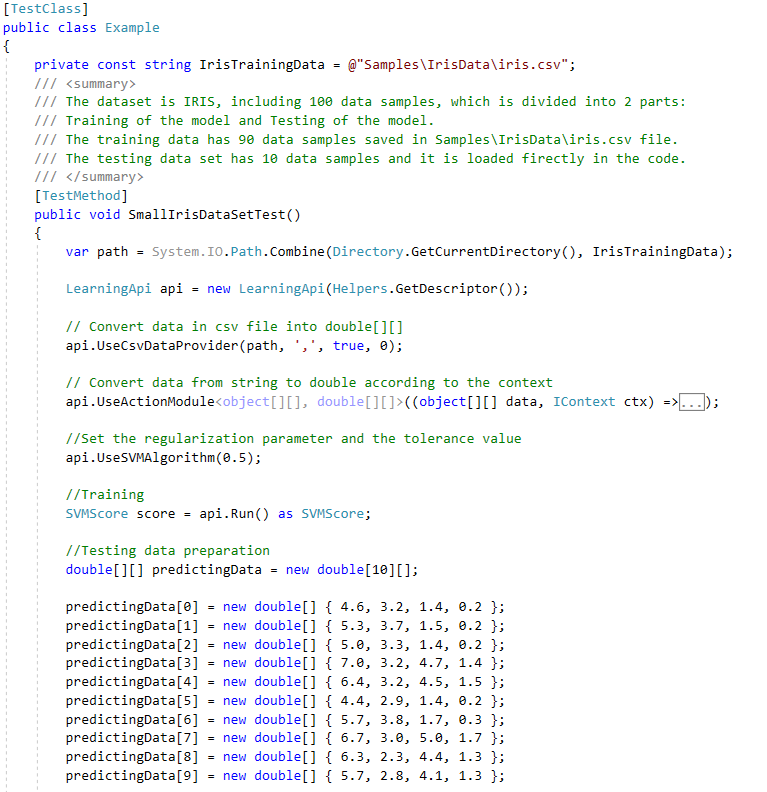 [TestClass]
public class Example
{
    private const string IrisTrainingData = @"Samples\IrisData\iris.csv";
    /// <summary>
    /// The dataset is IRIS, including 100 data samples, which is divided into 2 parts:
    /// Training of the model and Testing of the model.
    /// The training data has 90 data samples saved in Samples\IrisData\iris.csv file.
    /// The testing data set has 10 data samples and it is loaded firectly in the code.
    /// </summary>
    [TestMethod]
    public void SmallIrisDataSetTest()
    {
        var path = System.IO.Path.Combine(Directory.GetCurrentDirectory(), IrisTrainingData);

        LearningApi api = new LearningApi(Helpers.GetDescriptor());

        // Convert data in csv file into double[][]
        api.UseCsvDataProvider(path, ',', true, 0);

        // Convert data from string to double according to the context
        api.UseActionModule<object[][], double[][]>((object[][] data, IContext ctx) =>...);

        //Set the regularization parameter and the tolerance value
        api.UseSVMAlgorithm(0.5);

        //Training
        SVMScore score = api.Run() as SVMScore;

        //Testing data preparation
        double[][] predictingData = new double[10][];

        predictingData[0] = new double[] { 4.6, 3.2, 1.4, 0.2 };
        predictingData[1] = new double[] { 5.3, 3.7, 1.5, 0.2 };
        predictingData[2] = new double[] { 5.0, 3.3, 1.4, 0.2 };
        predictingData[3] = new double[] { 7.0, 3.2, 4.7, 1.4 };
        predictingData[4] = new double[] { 6.4, 3.2, 4.5, 1.5 };
        predictingData[5] = new double[] { 4.4, 2.9, 1.4, 0.2 };
        predictingData[6] = new double[] { 5.7, 3.8, 1.7, 0.3 };
        predictingData[7] = new double[] { 6.7, 3.0, 5.0, 1.7 };
        predictingData[8] = new double[] { 6.3, 2.3, 4.4, 1.3 };
        predictingData[9] = new double[] { 5.7, 2.8, 4.1, 1.3 };